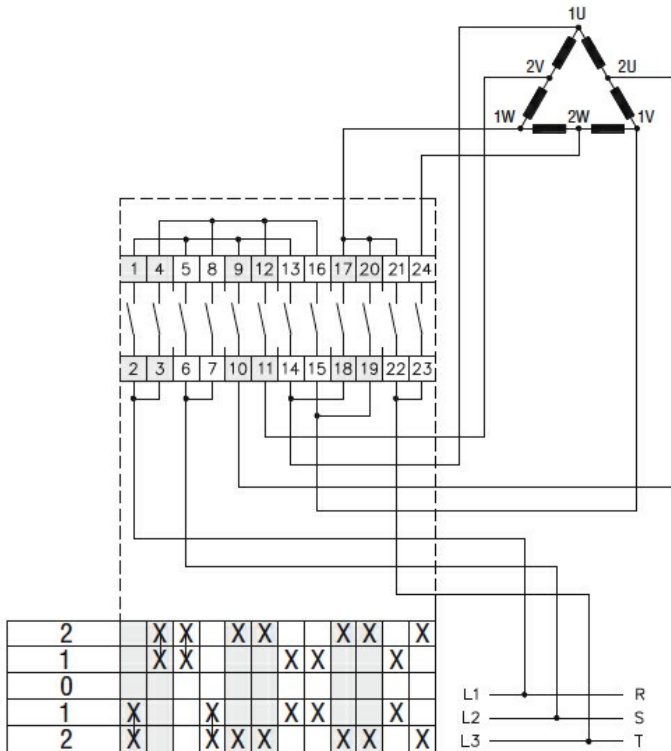 1U
2V 2U
1W 2W 1V
1 4 5 8 9 12 13 16 17 20 21 24
2 3 6 7 10 11 14 15 18 19 22 23
2 X X X X X X X
1 X X X X X
0
1 X X X X X
2 X X X X X X X
L1 R
L2 S
L3 T